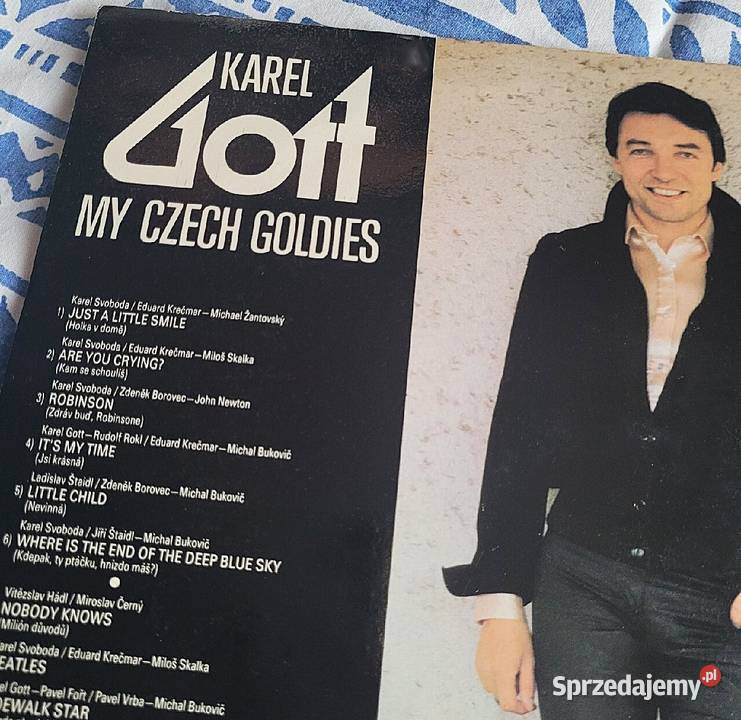 KAREL
Gott
MY CZECH GOLDIES
Karel Svoboda / Eduard Krečmar – Michael Žantovský
1) JUST A LITTLE SMILE
(Holka v domě)
Karel Svoboda / Eduard Krečmar – Miloš Skalka
2) ARE YOU CRYING?
(Kam se schoulíš)
Karel Svoboda / Zdeněk Borovec – John Newton
3) ROBINSON
(Zdráv buď, Robinsone)
Karel Gott – Rudolf Rokl / Eduard Krečmar – Michal Bukovič
4) IT'S MY TIME
(Jsi krásná)
Ladislav Štaidl / Zdeněk Borovec – Michal Bukovič
5) LITTLE CHILD
(Nevinná)
Karel Svoboda / Jiří Štaidl – Michal Bukovič
6) WHERE IS THE END OF THE DEEP BLUE SKY
(Kdepak, ty ptáčku, hnízdo máš?)
Vítězslav Hádl / Miroslav Černý
NOBODY KNOWS
(Milión důvodů)
arel Svoboda / Eduard Krečmar – Miloš Skalka
EATLES
el Gott – Pavel Fořt / Pavel Vrba – Michal Bukovič
DEWALK STAR
Sprzedajemy.pl